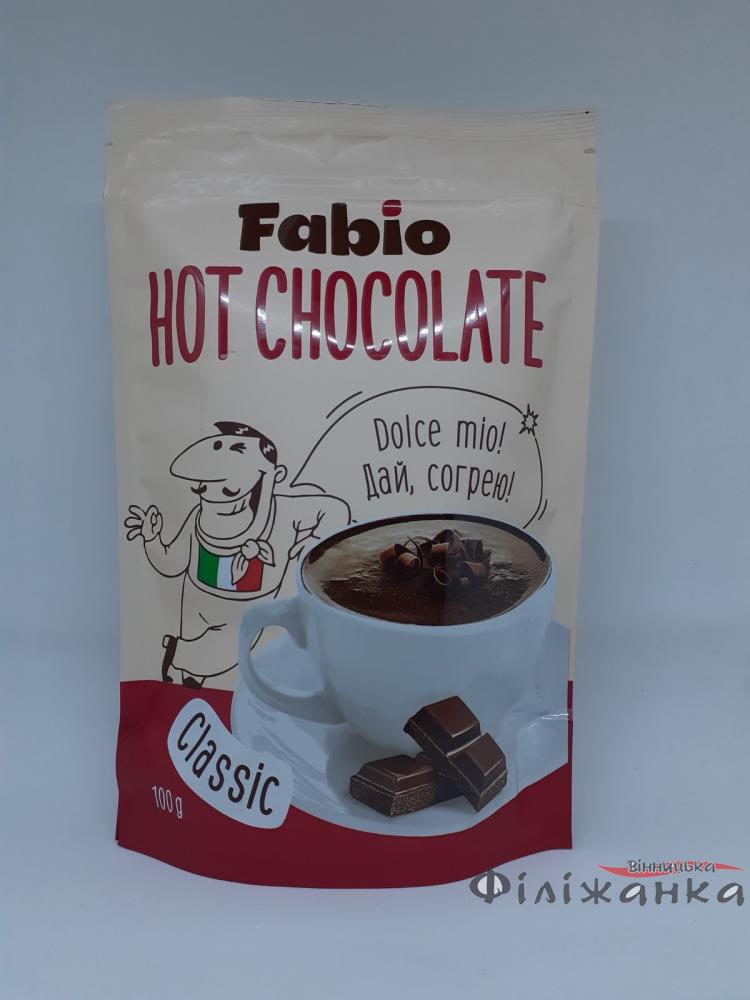 Fabio
HOT CHOCOLATE
Dolce mio!
Дай, согрею!
Classic
100 g
Вінницька
Філіжанка